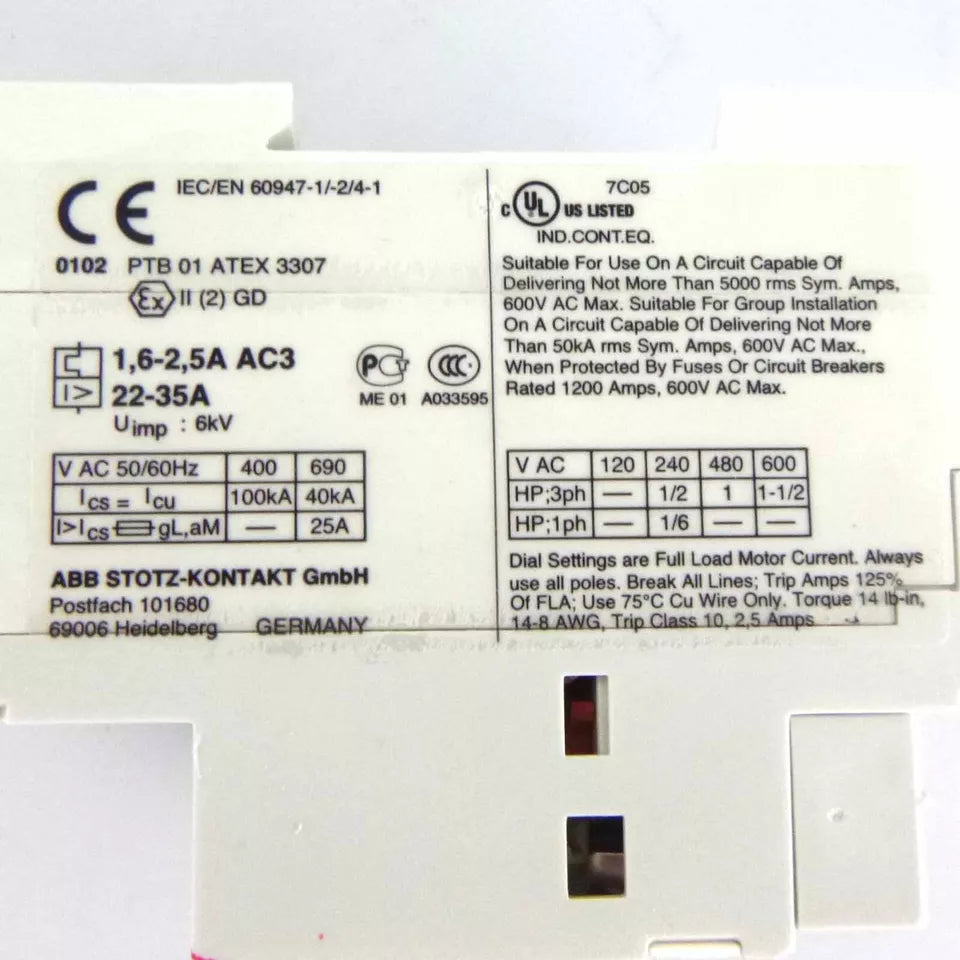 CE IEC/EN 60947-1/-2/4-1
0102 PTB 01 ATEX 3307
Ex II (2) GD
1,6-2,5A AC3
I> 22-35A
Uimp : 6kV
PG CCC
ME 01 A033595
V AC 50/60Hz 400 690
Ics = Icu 100kA 40kA
I>Ics gL,aM — 25A
ABB STOTZ-KONTAKT GmbH
Postfach 101680
69006 Heidelberg GERMANY
7C05
C UL US LISTED
IND.CONT.EQ.
Suitable For Use On A Circuit Capable Of
Delivering Not More Than 5000 rms Sym. Amps,
600V AC Max. Suitable For Group Installation
On A Circuit Capable Of Delivering Not More
Than 50kA rms Sym. Amps, 600V AC Max.,
When Protected By Fuses Or Circuit Breakers
Rated 1200 Amps, 600V AC Max.
V AC 120 240 480 600
HP;3ph — 1/2 1 1-1/2
HP;1ph — 1/6 — —
Dial Settings are Full Load Motor Current. Always
use all poles. Break All Lines; Trip Amps 125%
Of FLA; Use 75°C Cu Wire Only. Torque 14 lb-in,
14-8 AWG, Trip Class 10, 2,5 Amps